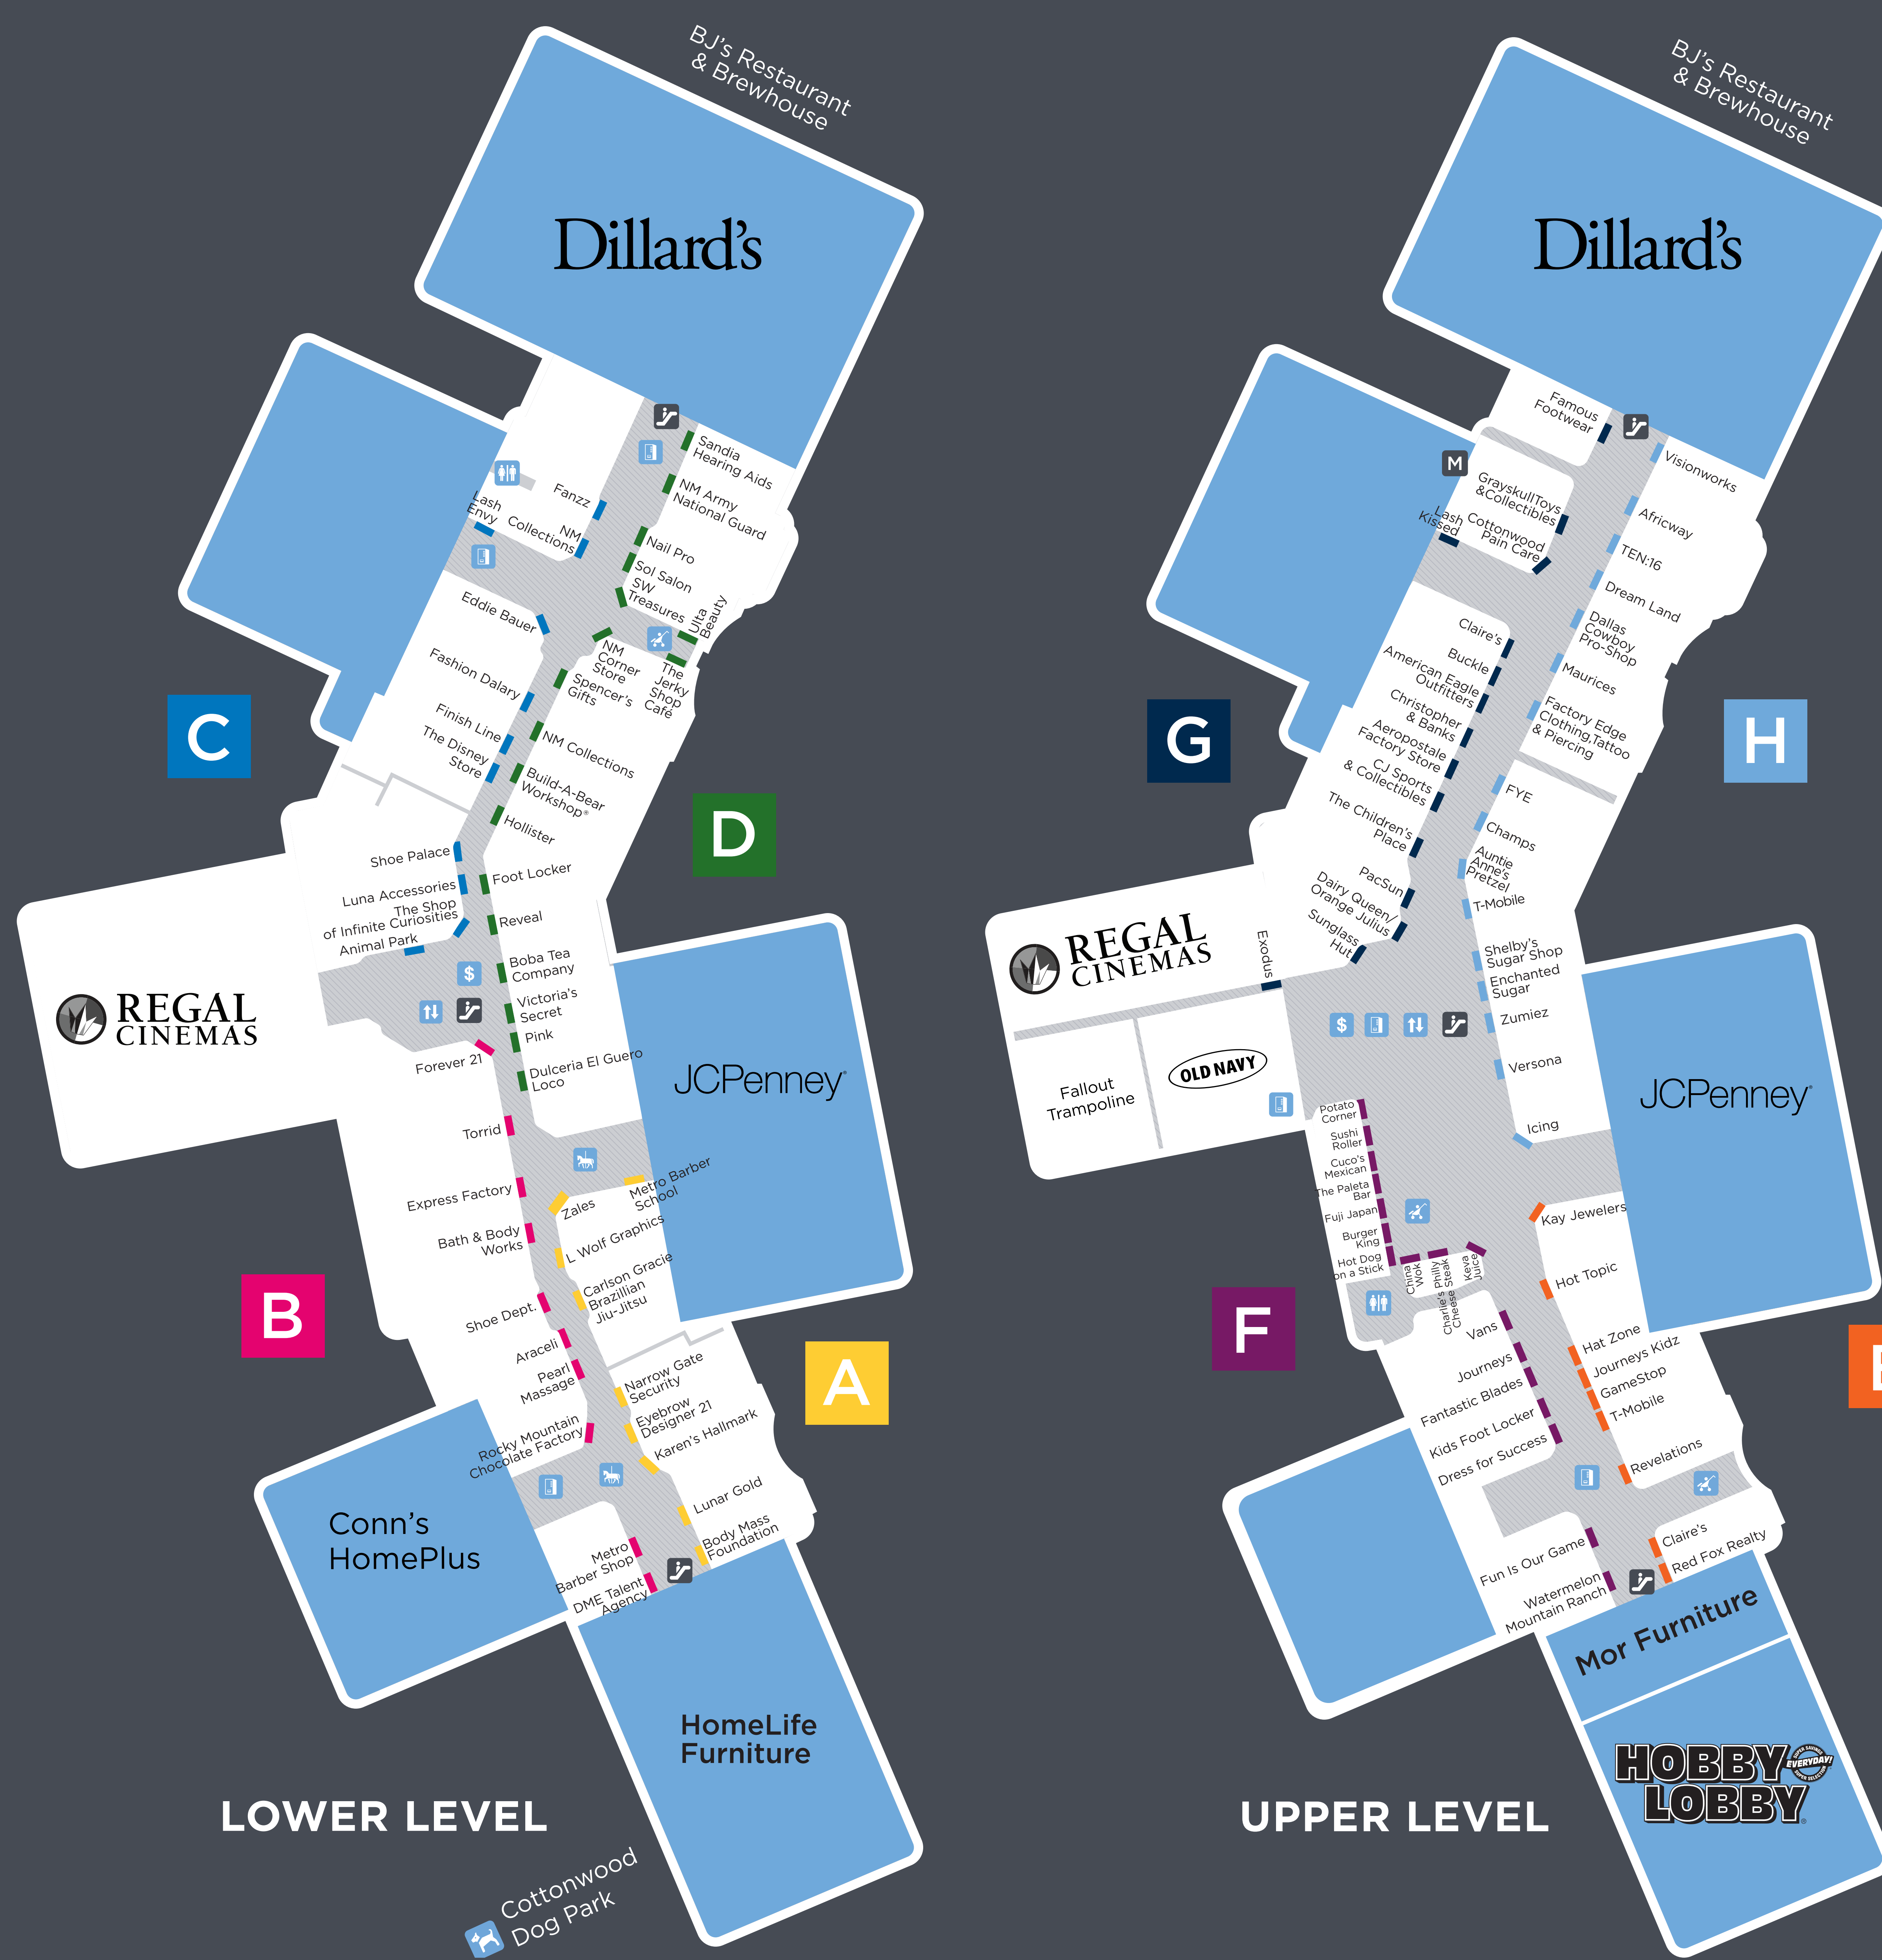 BJ's Restaurant
& Brewhouse
Dillard's
Sandia
Hearing Aids
NM Army
National Guard
Fanzz
Lash
Envy
NM
Collections
Nail Pro
Sol Salon
SW
Treasures
Ulta
Beauty
Eddie Bauer
NM
Corner
Store
The
Jerky
Shop
Café
Spencer's
Gifts
Fashion Dalary
Finish Line
The Disney
Store
NM Collections
Build-A-Bear
Workshop®
Hollister
C
D
Shoe Palace
Luna Accessories
The Shop
of Infinite Curiosities
Animal Park
Foot Locker
Reveal
Boba Tea
Company
Victoria's
Secret
Pink
Dulceria El Guero
Loco
REGAL
CINEMAS
$
Forever 21
JCPenney
Torrid
Express Factory
Bath & Body
Works
Metro Barber
School
Zales
L Wolf Graphics
Carlson Gracie
Brazillian
Jiu-Jitsu
B
A
Shoe Dept.
Araceli
Pearl
Massage
Rocky Mountain
Chocolate Factory
Narrow Gate
Security
Eyebrow
Designer 21
Karen's Hallmark
Lunar Gold
Body Mass
Foundation
Metro
Barber Shop
DME Talent
Agency
Conn's
HomePlus
HomeLife
Furniture
LOWER LEVEL
Cottonwood
Dog Park
BJ's Restaurant
& Brewhouse
Dillard's
Famous
Footwear
M
Visionworks
GrayskullToys
&Collectibles
Lash
Kissed
Cottonwood
Pain Care
Africway
TEN:16
Dream Land
Dallas
Cowboy
Pro-Shop
Maurices
Factory Edge
Clothing,Tattoo
& Piercing
Claire's
Buckle
American Eagle
Outfitters
Christopher
& Banks
Aeropostale
Factory Store
CJ Sports
& Collectibles
The Children's
Place
PacSun
Dairy Queen/
Orange Julius
Sunglass
Hut
G
H
FYE
Champs
Auntie
Anne's
Pretzel
T-Mobile
Shelby's
Sugar Shop
Enchanted
Sugar
Zumiez
Versona
Icing
REGAL
CINEMAS
Exodus
$
Fallout
Trampoline
OLD NAVY
JCPenney
Potato
Corner
Sushi
Roller
Cuco's
Mexican
The Paleta
Bar
Fuji Japan
Burger
King
Hot Dog
on a Stick
China
Wok
Charlie's Philly
Cheese Steak
Keva
Juice
F
Kay Jewelers
Hot Topic
Hat Zone
Journeys Kidz
GameStop
T-Mobile
Revelations
Vans
Journeys
Fantastic Blades
Kids Foot Locker
Dress for Success
Fun Is Our Game
Watermelon
Mountain Ranch
Claire's
Red Fox Realty
Mor Furniture
HOBBY
LOBBY
SUPER SAVINGS
EVERYDAY!
SUPER SELECTION
UPPER LEVEL